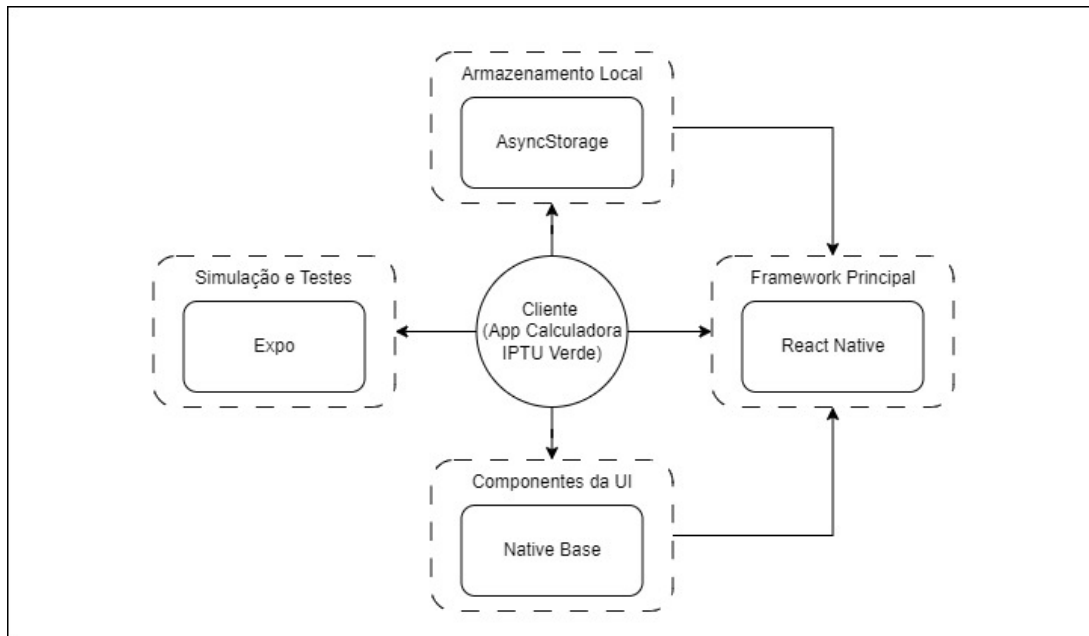 Armazenamento Local
AsyncStorage
Simulação e Testes
Expo
Cliente
(App Calculadora
IPTU Verde)
Framework Principal
React Native
Componentes da UI
Native Base